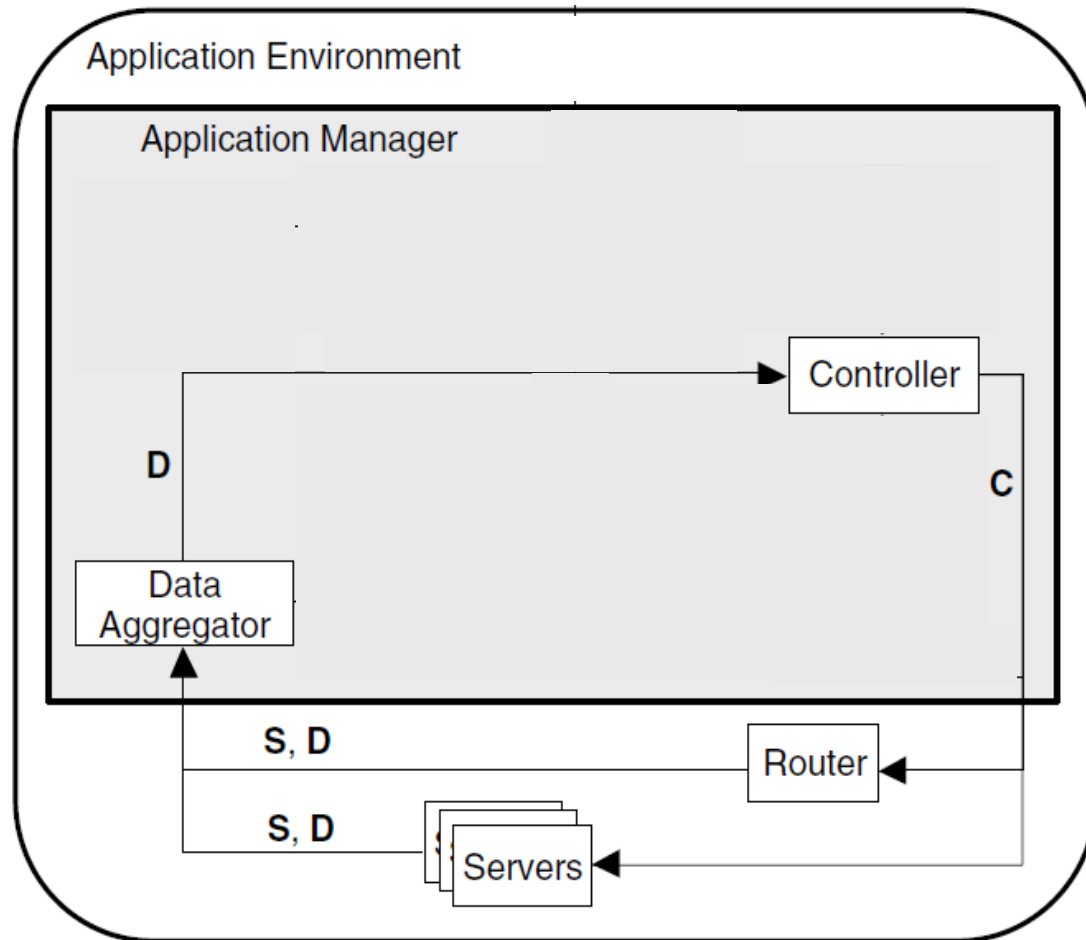 Application Environment
Application Manager
Controller
D
C
Data
Aggregator
S, D
Router
S, D
Servers